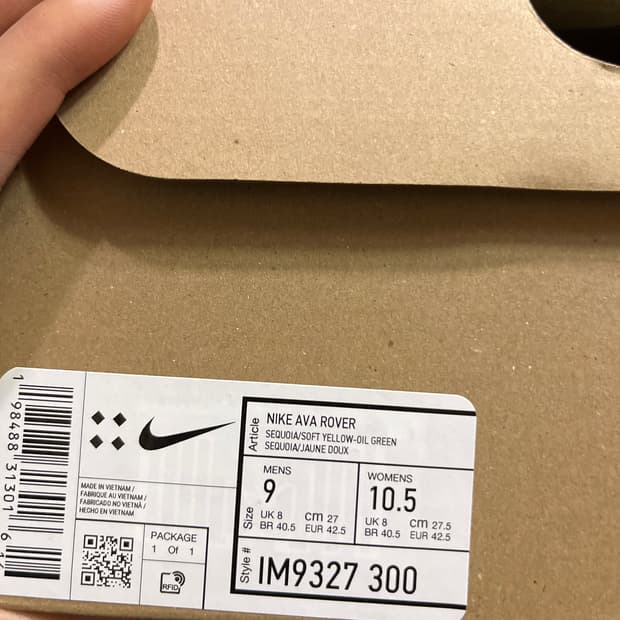 1 98488 31301 6
MADE IN VIETNAM /
FABRIQUE AU VIETNAM /
FABRICADO NO VIETNÃ /
HECHO EN VIETNAM
PACKAGE
1 Of 1
RFID
Article
NIKE AVA ROVER
SEQUOIA/SOFT YELLOW-OIL GREEN
SEQUOIA/JAUNE DOUX
Size
MENS
9
UK 8 cm 27
BR 40.5 EUR 42.5
WOMENS
10.5
UK 8 cm 27.5
BR 40.5 EUR 42.5
Style #
IM9327 300